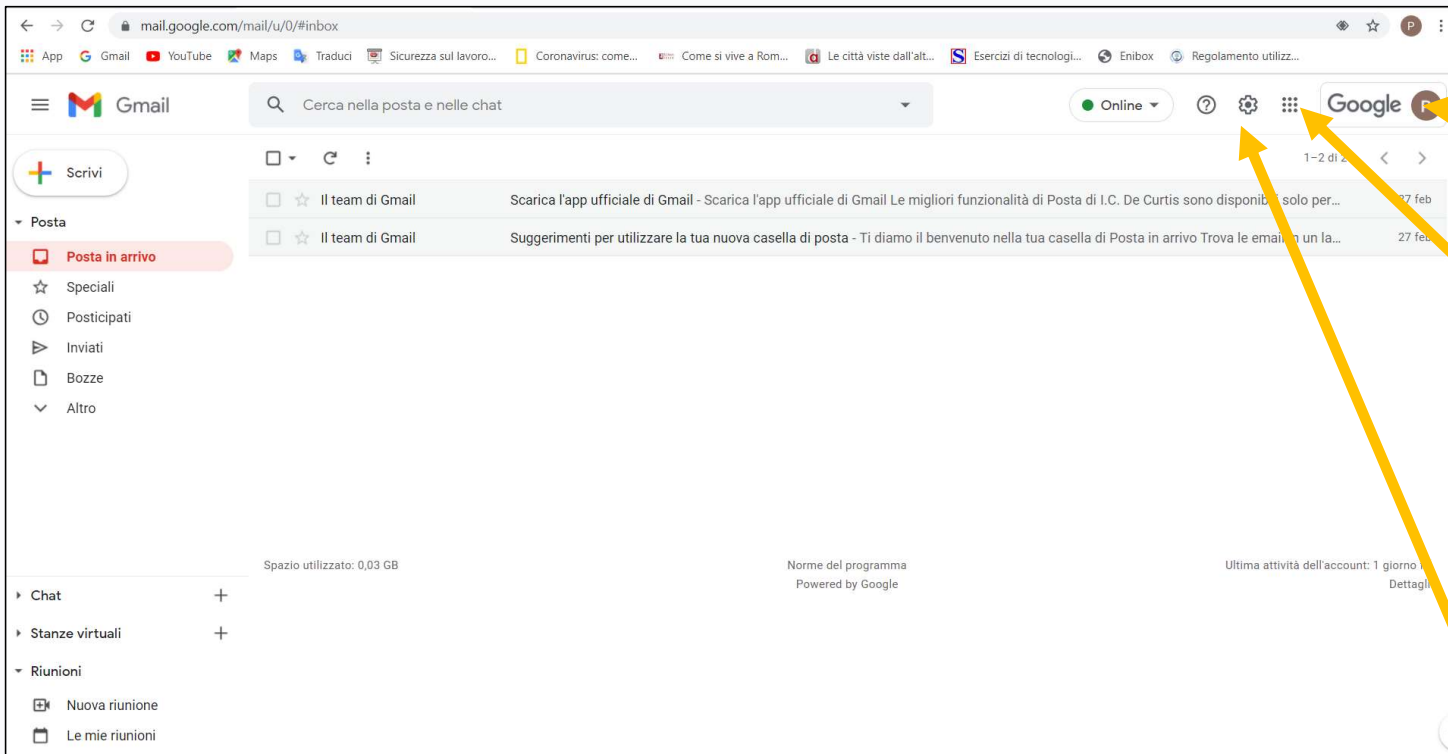 mail.google.com/mail/u/0/#inbox
P
App Gmail YouTube Maps Traduci Sicurezza sul lavoro... Coronavirus: come... Come si vive a Rom... Le città viste dall'alt... Esercizi di tecnologi... Enibox Regolamento utilizz...
Gmail Cerca nella posta e nelle chat Online Google
Scrivi
1-2 di
Il team di Gmail Scarica l'app ufficiale di Gmail - Scarica l'app ufficiale di Gmail Le migliori funzionalità di Posta di I.C. De Curtis sono solo per... 27 feb
Il team di Gmail Suggerimenti per utilizzare la tua nuova casella di posta - Ti diamo il benvenuto nella tua casella di Posta in arrivo Trova le un la... 27 feb
Posta
Posta in arrivo
Speciali
Posticipati
Inviati
Bozze
Altro
Spazio utilizzato: 0,03 GB
Norme del programma
Powered by Google
Ultima attività dell'account: 1 giorno
Dettagli
Chat
Stanze virtuali
Riunioni
Nuova riunione
Le mie riunioni